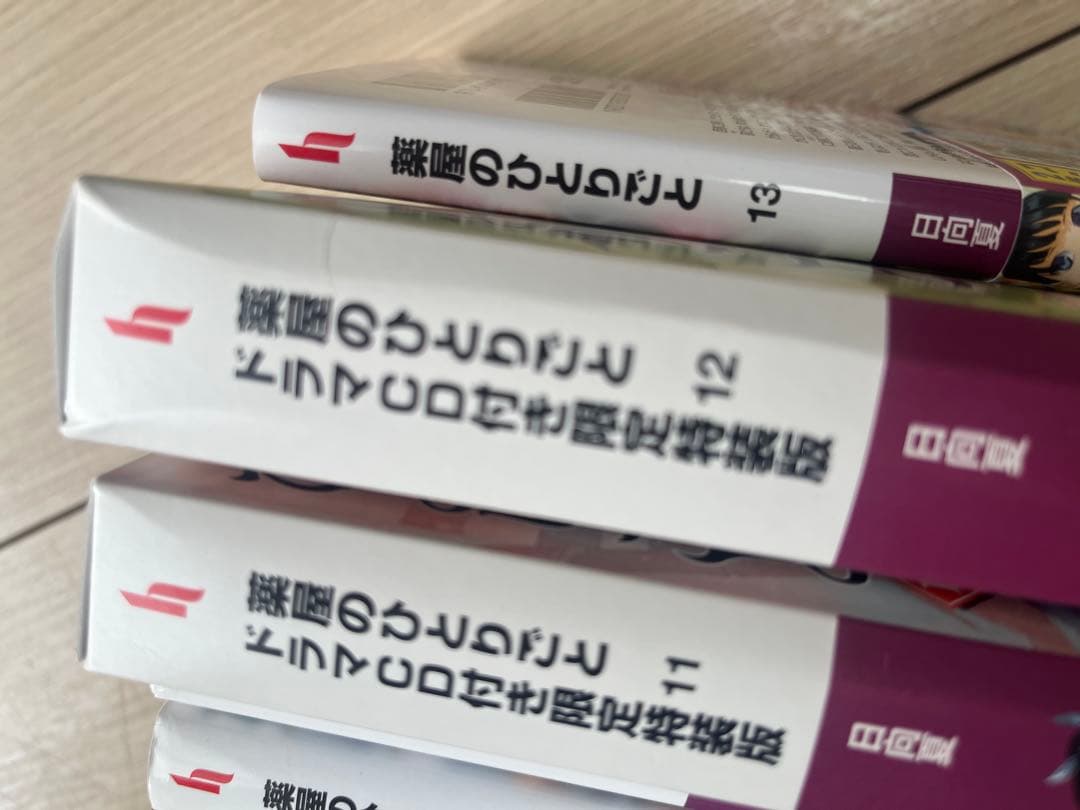 薬屋のひとりごと 13
日向夏
薬屋のひとりごと
ドラマCD付き限定特装版 12
日向夏
薬屋のひとりごと
ドラマCD付き限定特装版 11
日向夏
薬屋の